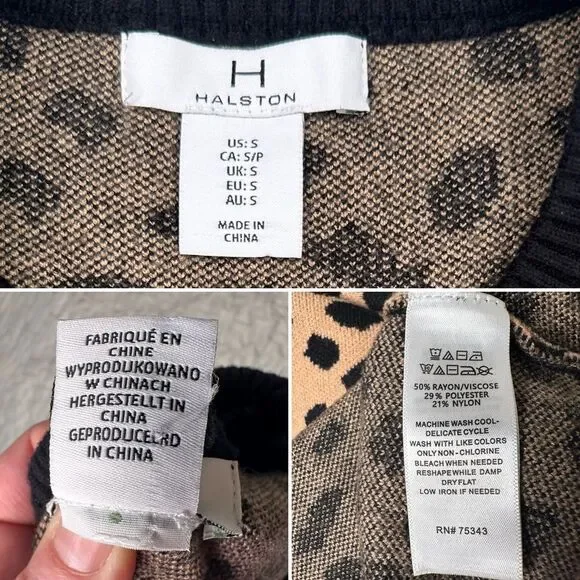 H
HALSTON
US: S
CA: S/P
UK: S
EU: S
AU: S
MADE IN
CHINA
FABRIQUÉ EN
CHINE
WYPRODUKOWANO
W CHINACH
HERGESTELLT IN
CHINA
GEPRODUCEERD
IN CHINA
50% RAYON/VISCOSE
29% POLYESTER
21% NYLON
MACHINE WASH COOL-
DELICATE CYCLE
WASH WITH LIKE COLORS
ONLY NON-CHLORINE
BLEACH WHEN NEEDED
RESHAPE WHILE DAMP
DRY FLAT
LOW IRON IF NEEDED
RN# 75343